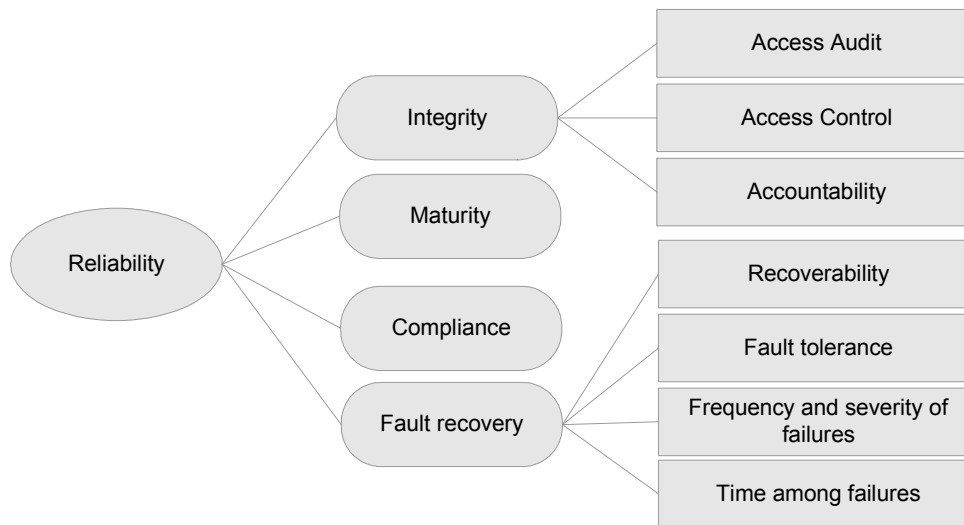 Reliability
Integrity
Maturity
Compliance
Fault recovery
Access Audit
Access Control
Accountability
Recoverability
Fault tolerance
Frequency and severity of
failures
Time among failures